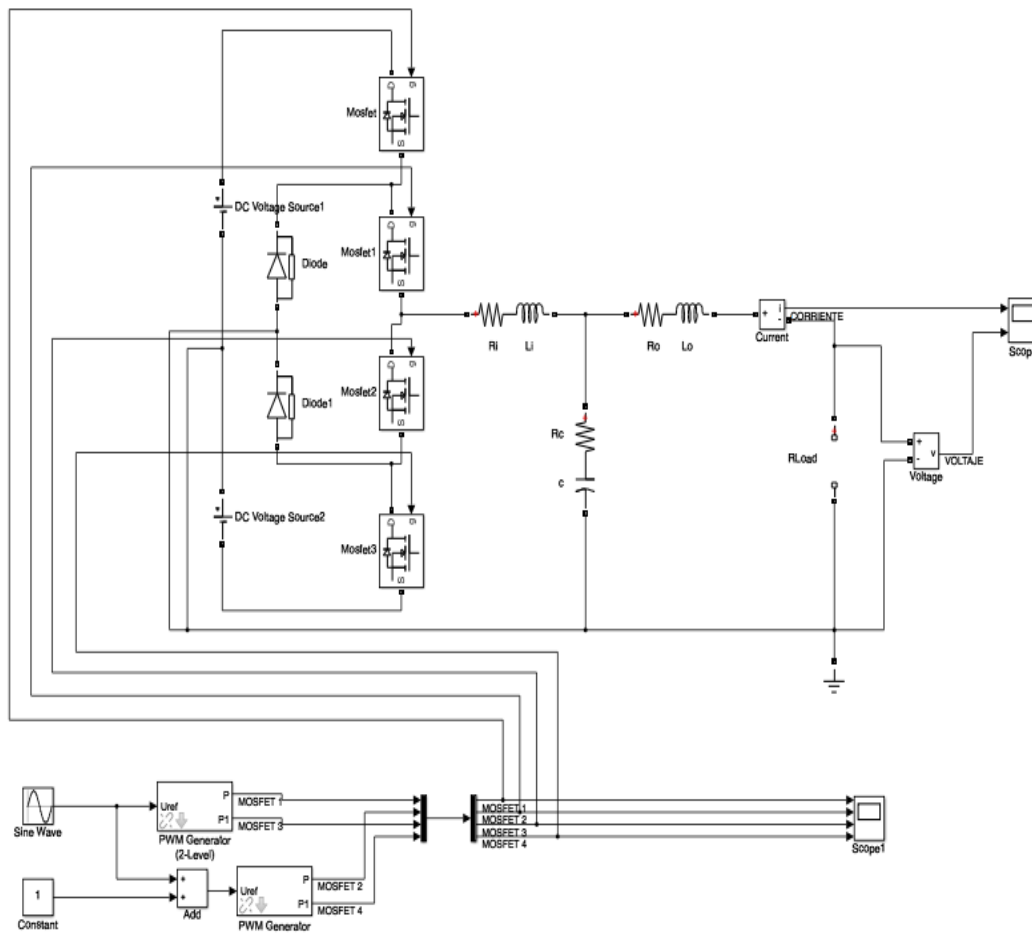 g
D
Mosfet
S
DC Voltage Source1
g
D
Mosfet1
S
Diode
Ri
Li
Ro
Lo
+
i
-
CORRIENTE
Current
Scop
g
D
Mosfet2
S
Diode1
Rc
c
RLoad
+
v
-
VOLTAJE
Voltage
DC Voltage Source2
g
D
Mosfet3
S
Sine Wave
Uref
P
P1
MOSFET 1
MOSFET 3
PWM Generator
(2-Level)
MOSFET 1
MOSFET 2
MOSFET 3
MOSFET 4
Scope1
1
Constant
+
+
Add
Uref
P
P1
MOSFET 2
MOSFET 4
PWM Generator